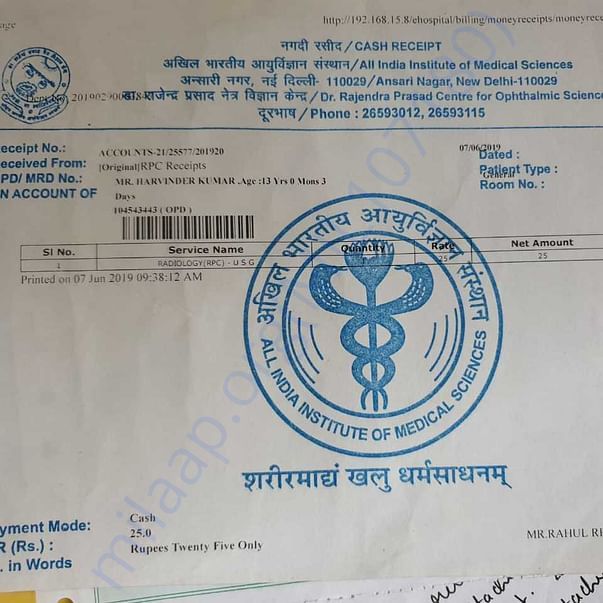 age
http://192.168.15.8/ehospital/billing/moneyreceipts/moneyrece
नगदी रसीद/CASH RECEIPT
अखिल भारतीय आयुर्विज्ञान संस्थान/All India Institute of Medical Sciences
अन्सारी नगर, नई दिल्ली- 110029/Ansari Nagar, New Delhi-110029
डा. राजेन्द्र प्रसाद नेत्र विज्ञान केन्द्र/Dr. Rajendra Prasad Centre for Ophthalmic Science
दूरभाष/Phone : 26593012, 26593115
eceipt No.: ACCOUNTS-21/25577/201920 07/06/2019 Dated :
eceived From: [Original]RPC Receipts Patient Type : General
PD/ MRD No.: MR. HARVINDER KUMAR .Age :13 Yrs 0 Mons 3 Room No. :
N ACCOUNT OF Days
104543443 ( OPD )
Sl No. Service Name Quantity Rate Net Amount
1 RADIOLOGY(RPC) - U S G 25 25
Printed on 07 Jun 2019 09:38:12 AM
अखिल भारतीय आयुर्विज्ञान संस्थान
ALL INDIA INSTITUTE OF MEDICAL SCIENCES
शरीरमाद्यं खलु धर्मसाधनम्
yment Mode: Cash
R (Rs.) : 25.0
. in Words Rupees Twenty Five Only
MR.RAHUL RE